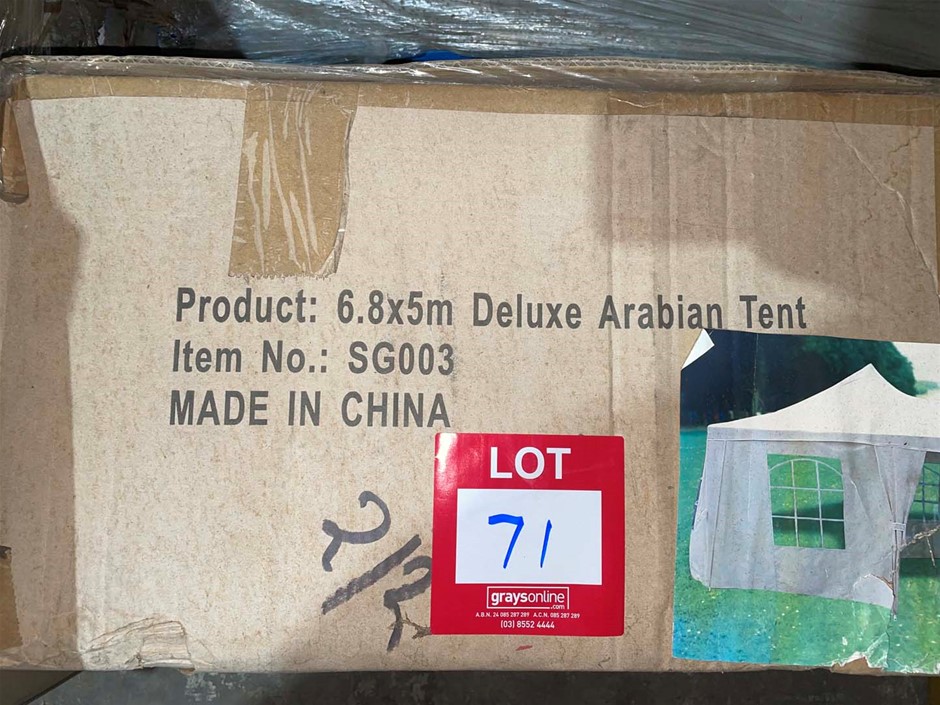 Product: 6.8x5m Deluxe Arabian Tent
Item No.: SG003
MADE IN CHINA
2/2
LOT
71
graysonline
.com
A.B.N. 24 085 287 289 A.C.N. 085 287 289
(03) 8552 4444